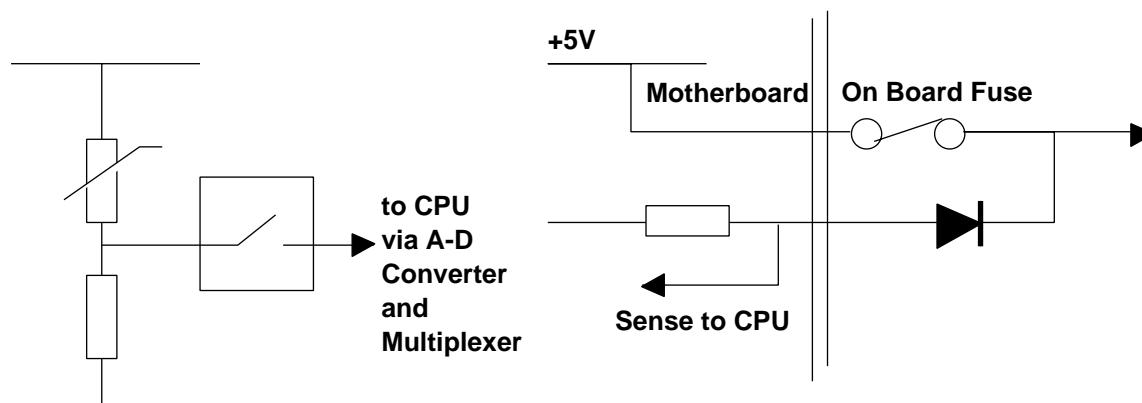 to CPU
via A-D
Converter
and
Multiplexer
+5V
Motherboard
On Board Fuse
Sense to CPU